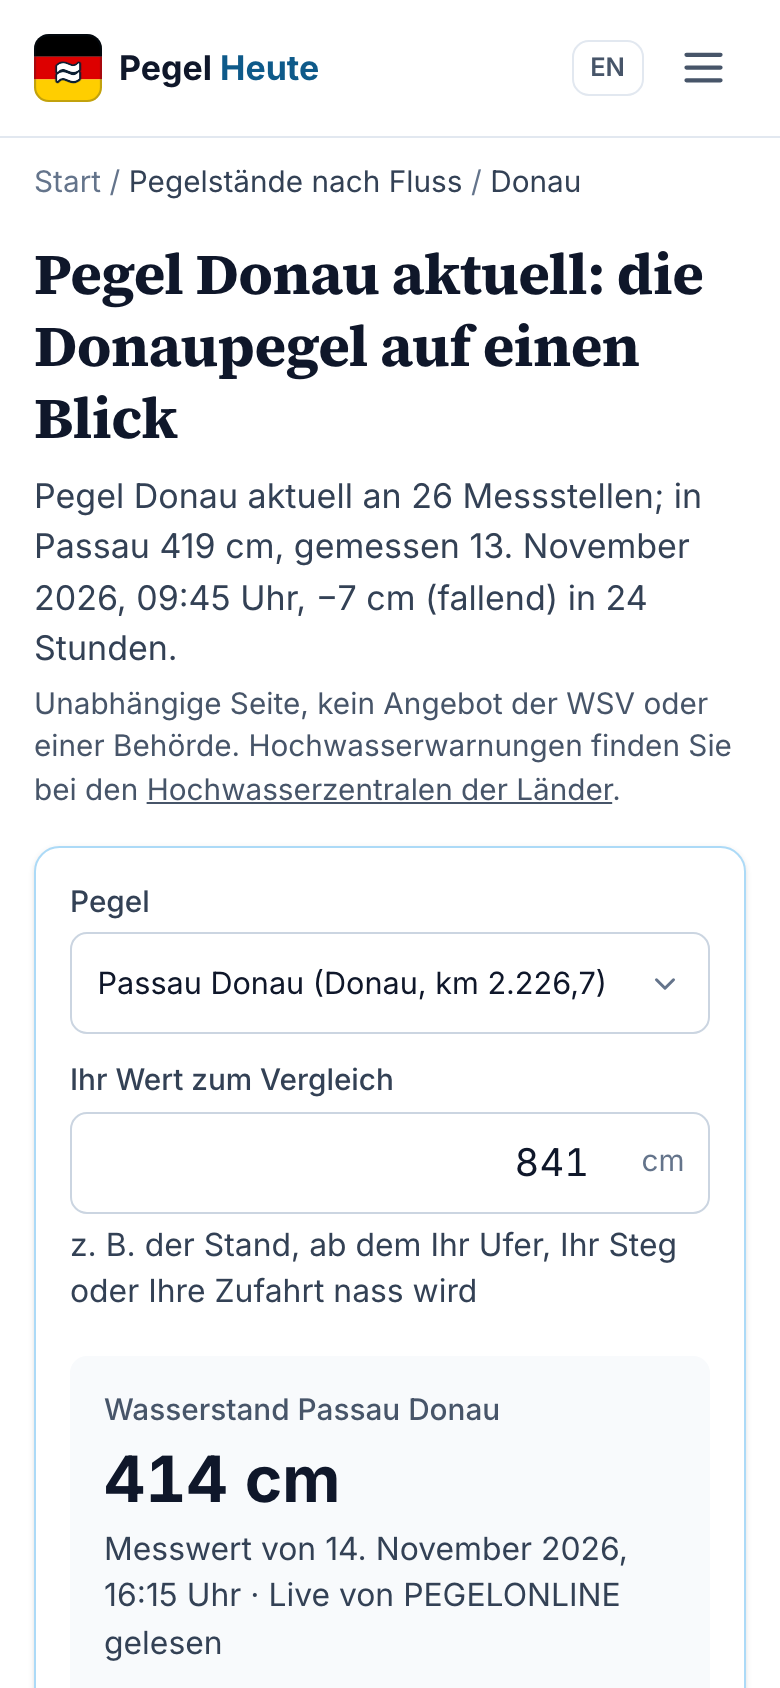 Pegel Heute
EN
Start / Pegelstände nach Fluss / Donau
Pegel Donau aktuell: die
Donaupegel auf einen
Blick
Pegel Donau aktuell an 26 Messstellen; in
Passau 419 cm, gemessen 13. November
2026, 09:45 Uhr, −7 cm (fallend) in 24
Stunden.
Unabhängige Seite, kein Angebot der WSV oder
einer Behörde. Hochwasserwarnungen finden Sie
bei den Hochwasserzentralen der Länder.
Pegel
Passau Donau (Donau, km 2.226,7)
Ihr Wert zum Vergleich
841 cm
z. B. der Stand, ab dem Ihr Ufer, Ihr Steg
oder Ihre Zufahrt nass wird
Wasserstand Passau Donau
414 cm
Messwert von 14. November 2026,
16:15 Uhr · Live von PEGELONLINE
gelesen